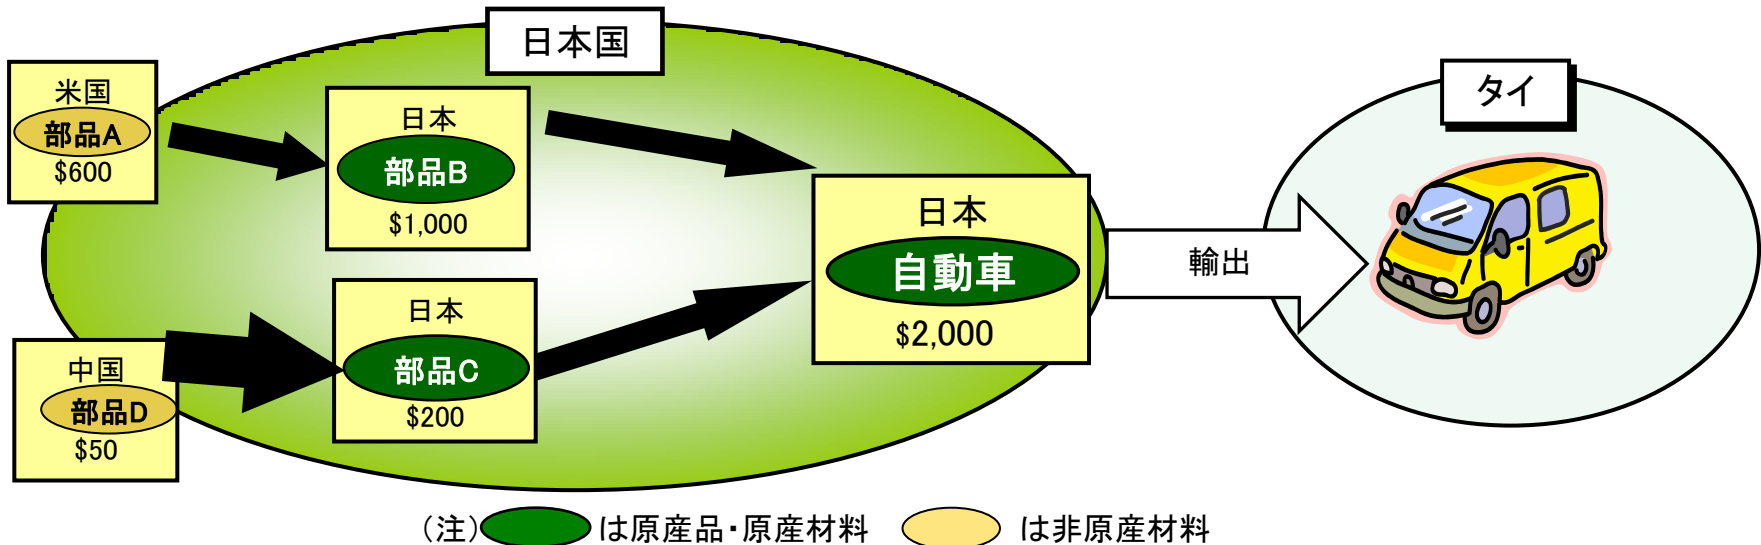 日本国
米国
部品A
$600
日本
部品B
$1,000
中国
部品D
$50
日本
部品C
$200
日本
自動車
$2,000
輸出
タイ
(注) は原産品・原産材料 は非原産材料